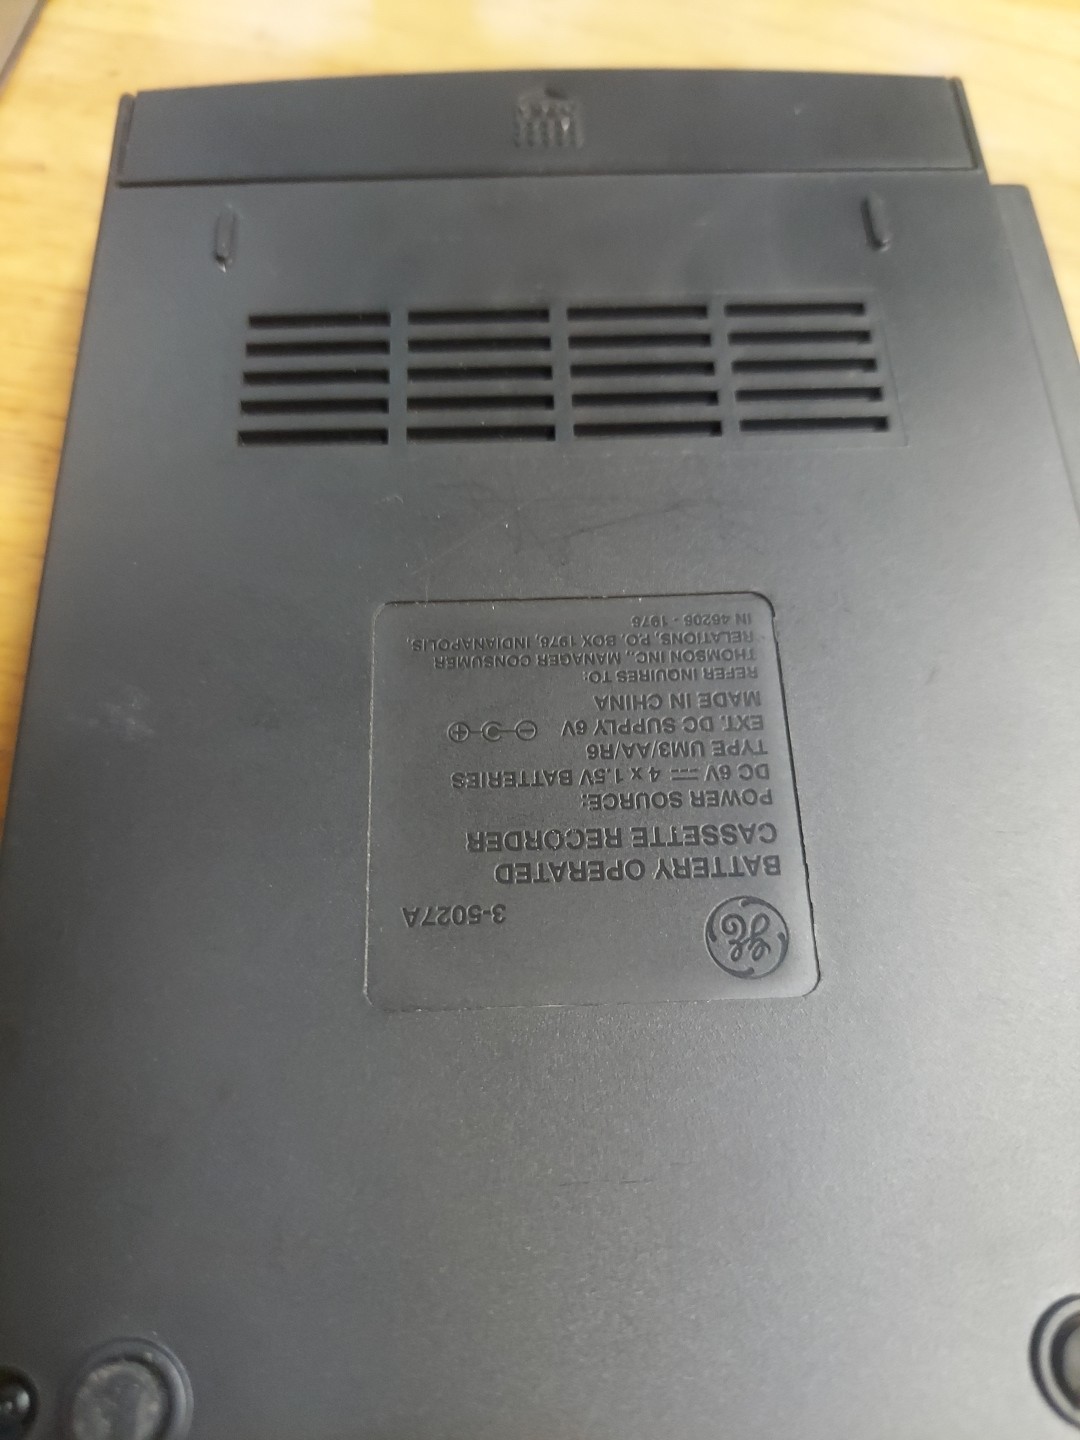 GE
3-5027A
BATTERY OPERATED
CASSETTE RECORDER
POWER SOURCE:
DC 6V ⎓ 4 x 1.5V BATTERIES
TYPE UM3/AA/R6
EXT. DC SUPPLY 6V
MADE IN CHINA
REFER INQUIRES TO:
THOMSON INC., MANAGER CONSUMER
RELATIONS, P.O. BOX 1976, INDIANAPOLIS,
IN 46206 - 1976